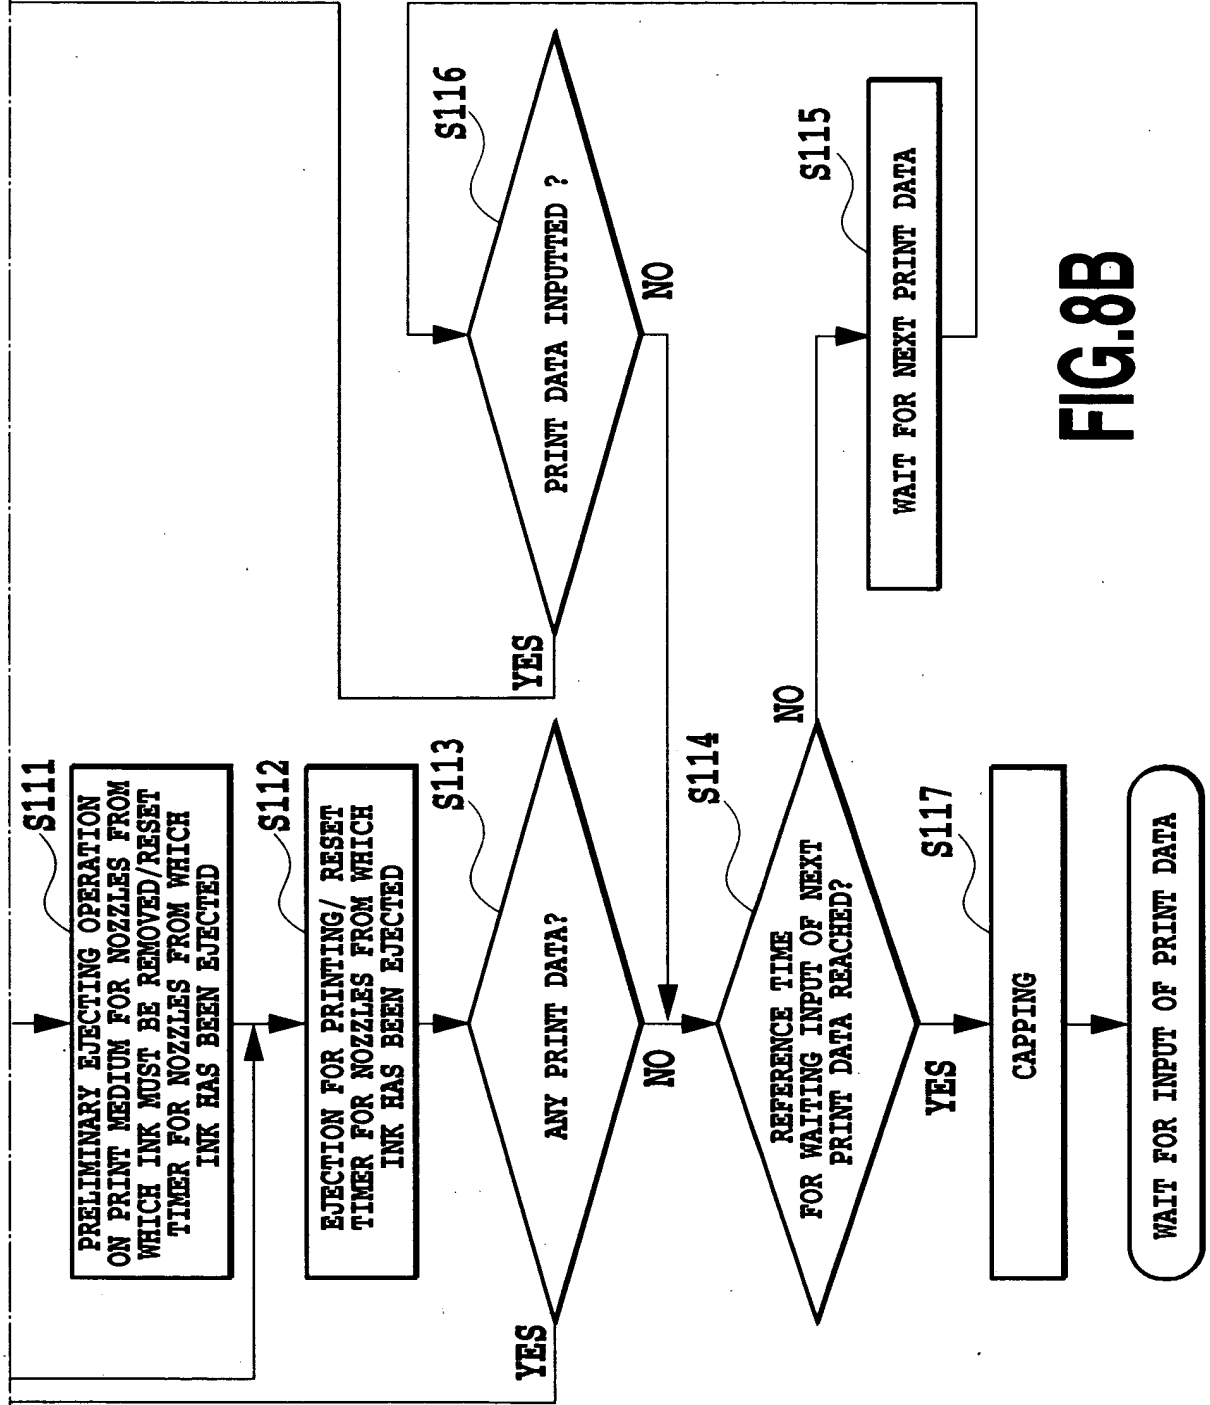 S111
PRELIMINARY EJECTING OPERATION
ON PRINT MEDIUM FOR NOZZLES FROM
WHICH INK MUST BE REMOVED/RESET
TIMER FOR NOZZLES FROM WHICH
INK HAS BEEN EJECTED
S112
EJECTION FOR PRINTING/ RESET
TIMER FOR NOZZLES FROM WHICH
INK HAS BEEN EJECTED
S113
ANY PRINT DATA?
YES
NO
S114
REFERENCE TIME
FOR WAITING INPUT OF NEXT
PRINT DATA REACHED?
NO
YES
S117
CAPPING
WAIT FOR INPUT OF PRINT DATA
S116
PRINT DATA INPUTTED ?
YES
NO
S115
WAIT FOR NEXT PRINT DATA
FIG.8B